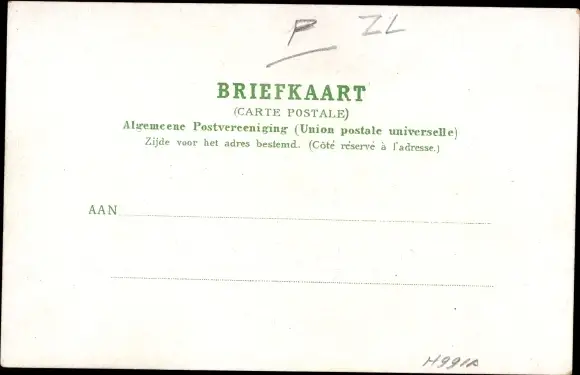 P ZL
BRIEFKAART
(CARTE POSTALE)
Algemeene Postvereeniging (Union postale universelle)
Zijde voor het adres bestemd. (Côté réservé à l'adresse.)
AAN
H991A